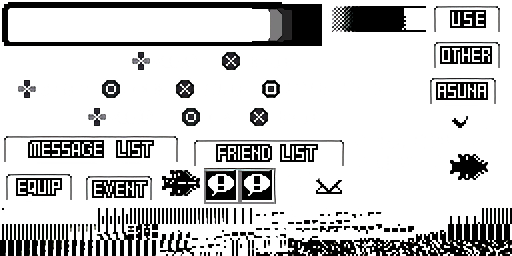 USE
OTHER
ASUNA
MESSAGE LIST
FRIEND LIST
EQUIP
EVENT
! !